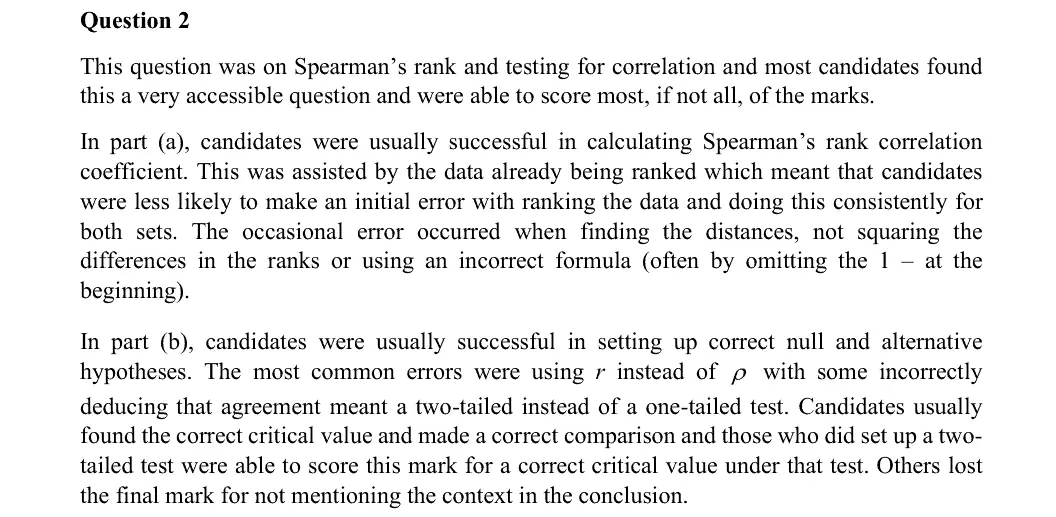 Question 2
This question was on Spearman’s rank and testing for correlation and most candidates found
this a very accessible question and were able to score most, if not all, of the marks.
In part (a), candidates were usually successful in calculating Spearman’s rank correlation
coefficient. This was assisted by the data already being ranked which meant that candidates
were less likely to make an initial error with ranking the data and doing this consistently for
both sets. The occasional error occurred when finding the distances, not squaring the
differences in the ranks or using an incorrect formula (often by omitting the 1 – at the
beginning).
In part (b), candidates were usually successful in setting up correct null and alternative
hypotheses. The most common errors were using r instead of ρ with some incorrectly
deducing that agreement meant a two-tailed instead of a one-tailed test. Candidates usually
found the correct critical value and made a correct comparison and those who did set up a two-
tailed test were able to score this mark for a correct critical value under that test. Others lost
the final mark for not mentioning the context in the conclusion.